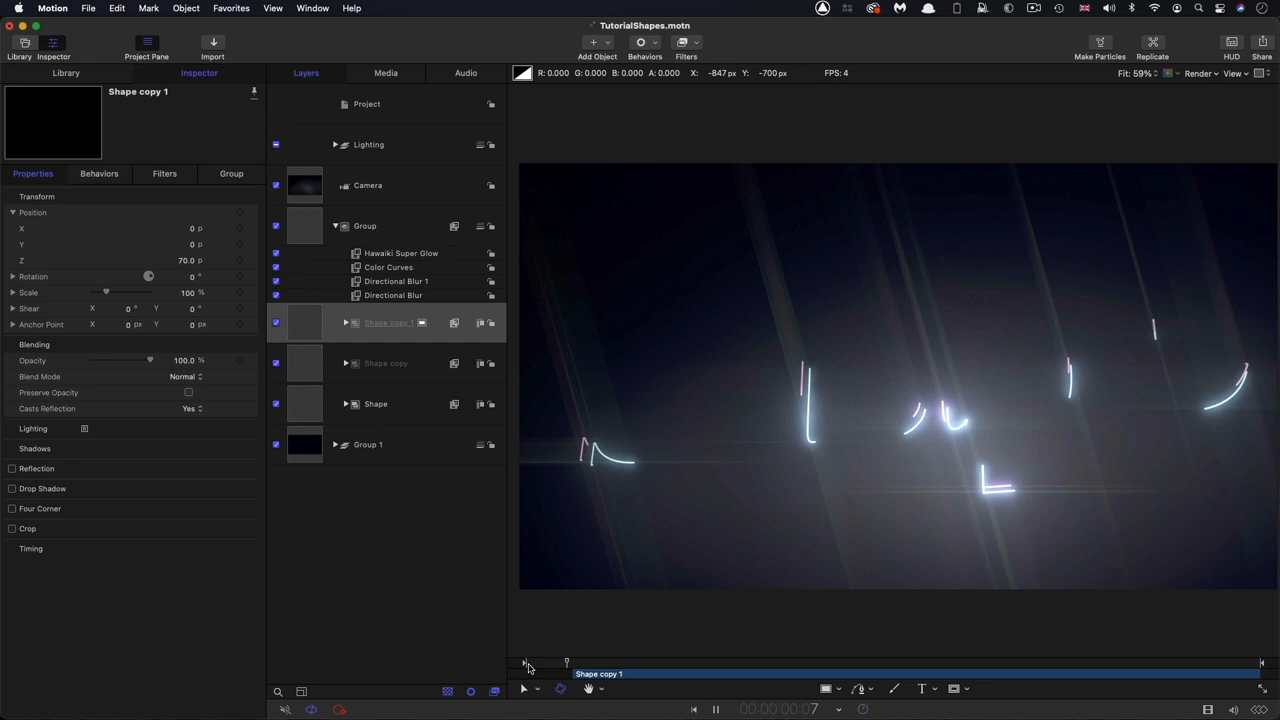 Motion File Edit Mark Object Favorites View Window Help
TutorialShapes.motn
Library Inspector Project Pane Import Add Object Behaviors Filters Make Particles Replicate HUD Share
Library Inspector Layers Media Audio R: 0.000 G: 0.000 B: 0.000 A: 0.000 X: -847 px Y: -700 px FPS: 4 Fit: 59% Render View
Shape copy 1
Project
Lighting
Properties Behaviors Filters Group
Camera
Transform
Position
Group
X 0 p
Y 0 p
Hawaiki Super Glow
Z 70.0 p
Color Curves
Rotation 0 °
Directional Blur 1
Scale 100 %
Directional Blur
Shear X 0 ° Y 0 °
Anchor Point X 0 px Y 0 px
Shape copy 1
Blending
Opacity 100.0 %
Shape copy
Blend Mode Normal
Preserve Opacity
Casts Reflection Yes
Shape
Lighting
Shadows
Group 1
Reflection
Drop Shadow
Four Corner
Crop
Timing
Shape copy 1
T
00:00:00:07